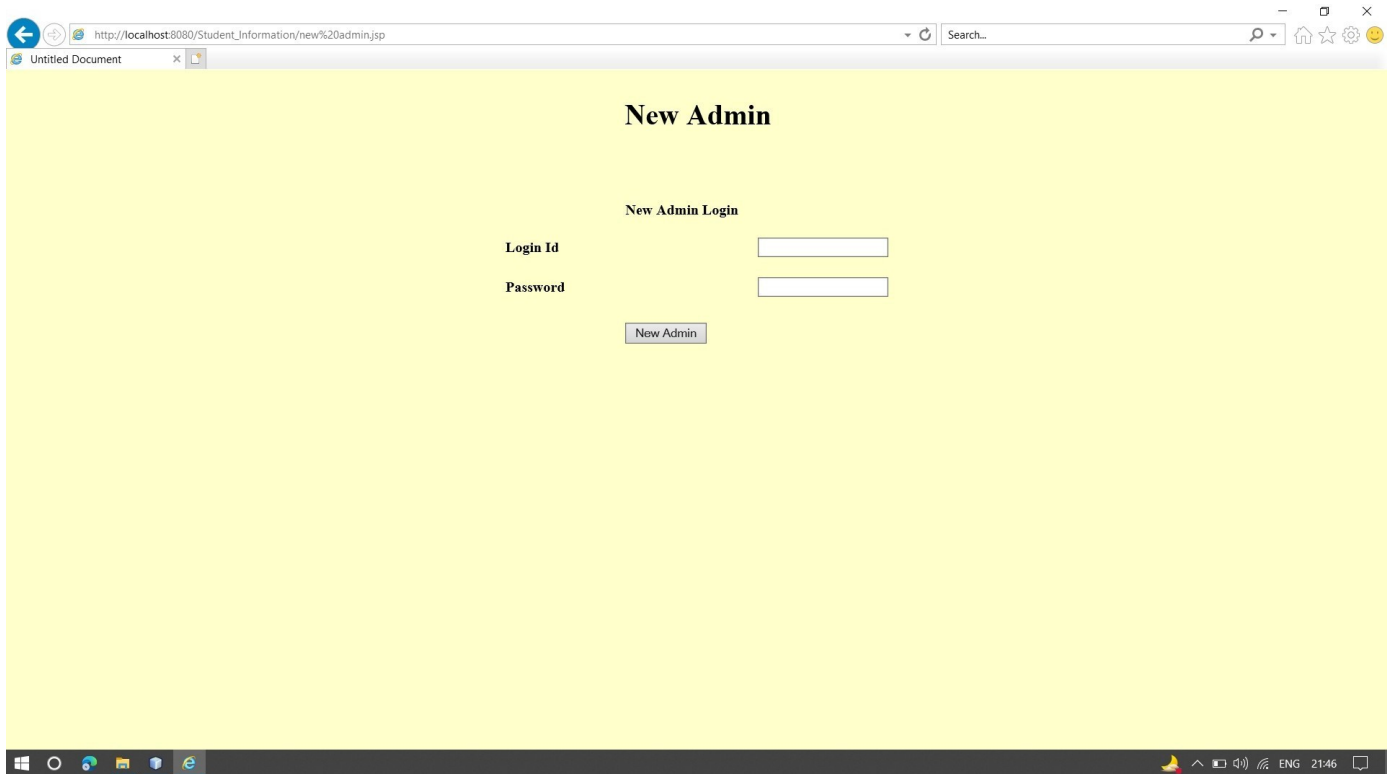 http://localhost:8080/Student_Information/new%20admin.jsp
Search...
Untitled Document
New Admin
New Admin Login
Login Id
Password
New Admin
ENG 21:46